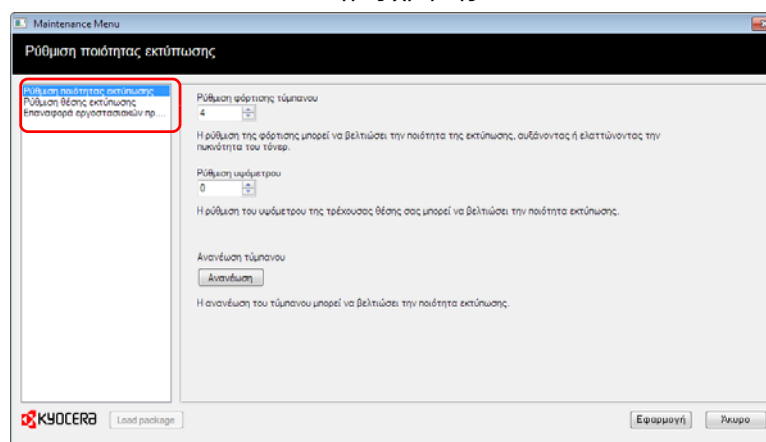 Maintenance Menu
Ρύθμιση ποιότητας εκτύπωσης
Ρύθμιση ποιότητας εκτύπωσης
Ρύθμιση θέσης εκτύπωσης
Επαναφορά εργοστασιακών πρ....
Ρύθμιση φόρτισης τύμπανου
4
Η ρύθμιση της φόρτισης μπορεί να βελτιώσει την ποιότητα της εκτύπωσης, αυξάνοντας ή ελαττώνοντας την
πυκνότητα του τόνερ.
Ρύθμιση υψόμετρου
0
Η ρύθμιση του υψόμετρου της τρέχουσας θέσης σας μπορεί να βελτιώσει την ποιότητα εκτύπωσης.
Ανανέωση τύμπανου
Ανανέωση
Η ανανέωση του τύμπανου μπορεί να βελτιώσει την ποιότητα εκτύπωσης.
KYOCERA
Load package
Εφαρμογή
Άκυρο